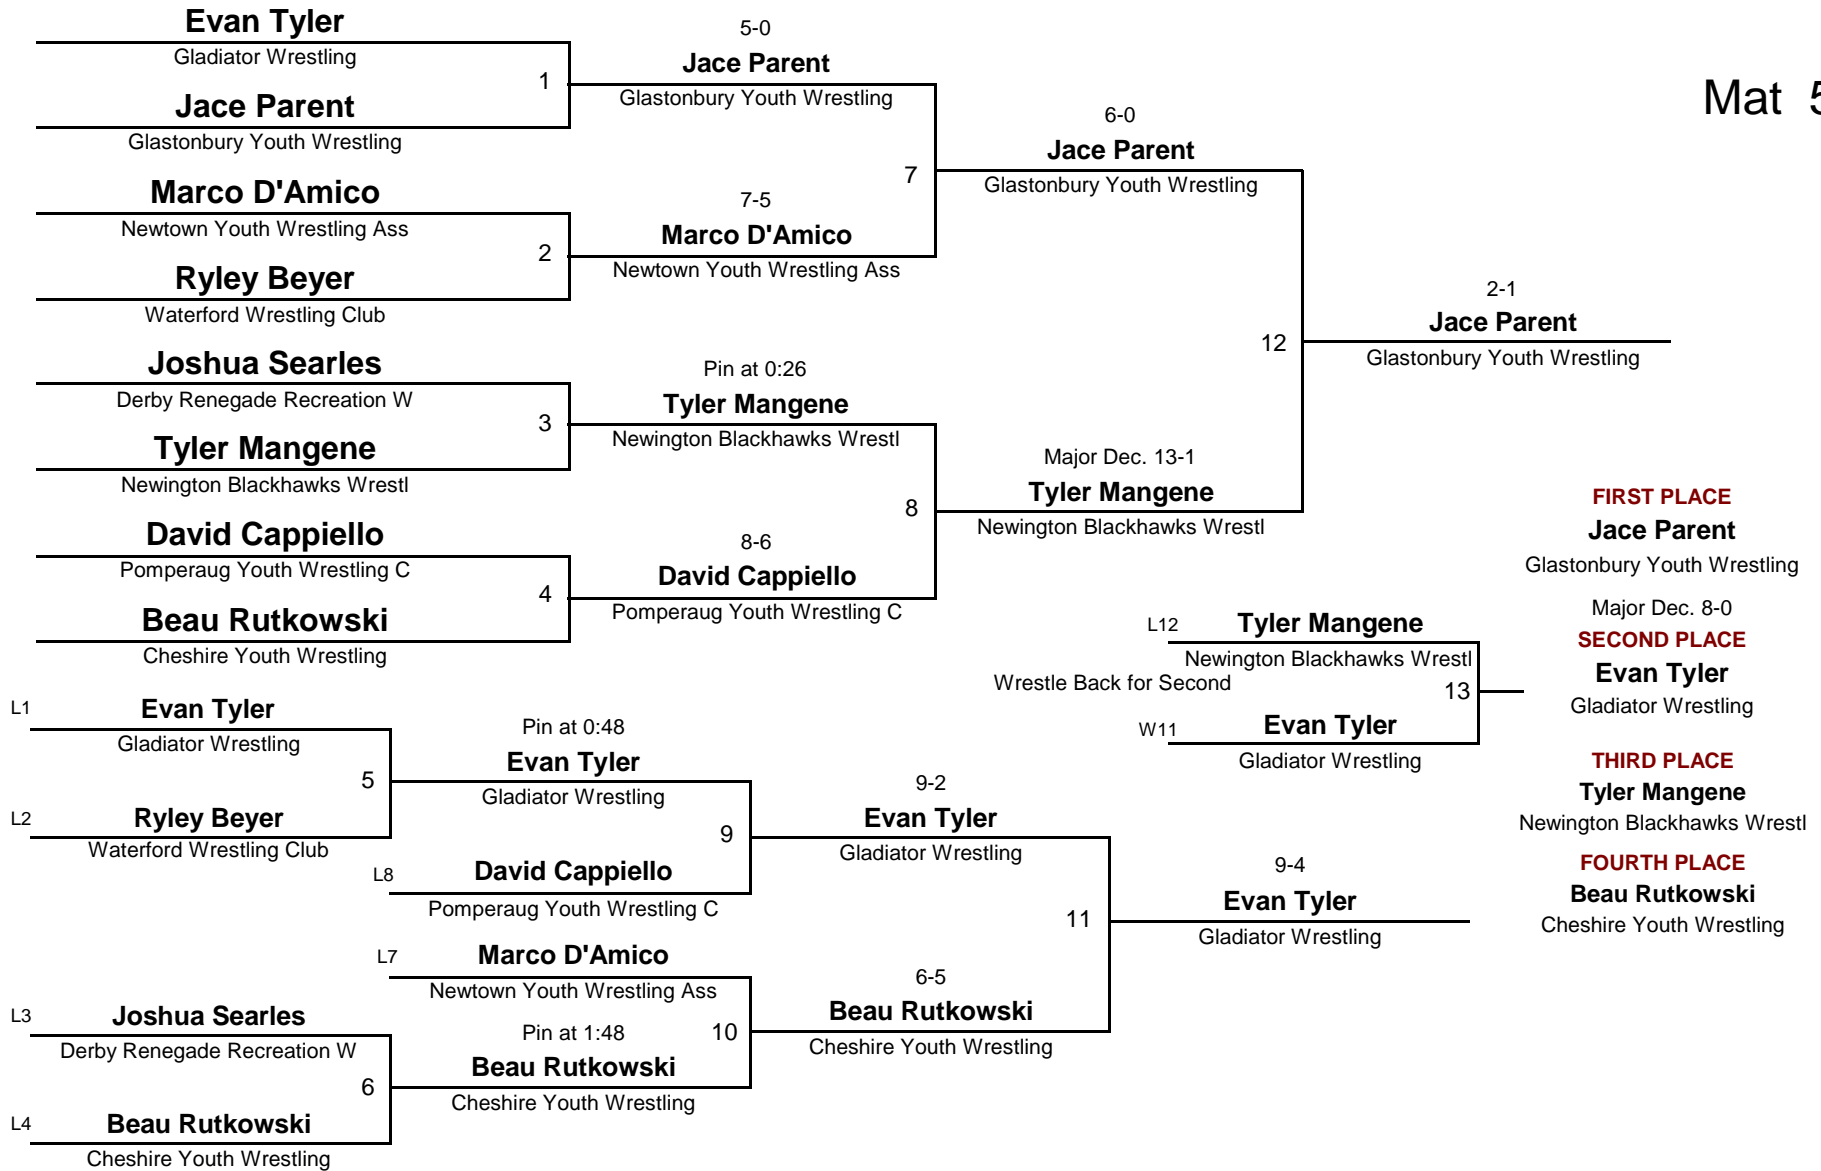 Evan Tyler
Gladiator Wrestling
1
Jace Parent
Glastonbury Youth Wrestling
5-0
Jace Parent
Glastonbury Youth Wrestling
Marco D'Amico
Newtown Youth Wrestling Ass
2
Ryley Beyer
Waterford Wrestling Club
7-5
Marco D'Amico
Newtown Youth Wrestling Ass
7
6-0
Jace Parent
Glastonbury Youth Wrestling
Mat 5
Joshua Searles
Derby Renegade Recreation W
3
Tyler Mangene
Newington Blackhawks Wrestl
Pin at 0:26
Tyler Mangene
Newington Blackhawks Wrestl
David Cappiello
Pomperaug Youth Wrestling C
4
Beau Rutkowski
Cheshire Youth Wrestling
8-6
David Cappiello
Pomperaug Youth Wrestling C
8
Major Dec. 13-1
Tyler Mangene
Newington Blackhawks Wrestl
12
2-1
Jace Parent
Glastonbury Youth Wrestling
L1
Evan Tyler
Gladiator Wrestling
5
L2
Ryley Beyer
Waterford Wrestling Club
Pin at 0:48
Evan Tyler
Gladiator Wrestling
9
L8
David Cappiello
Pomperaug Youth Wrestling C
9-2
Evan Tyler
Gladiator Wrestling
L7
Marco D'Amico
Newtown Youth Wrestling Ass
10
L3
Joshua Searles
Derby Renegade Recreation W
6
L4
Beau Rutkowski
Cheshire Youth Wrestling
Pin at 1:48
Beau Rutkowski
Cheshire Youth Wrestling
6-5
Beau Rutkowski
Cheshire Youth Wrestling
11
9-4
Evan Tyler
Gladiator Wrestling
L12
Tyler Mangene
Newington Blackhawks Wrestl
Wrestle Back for Second
13
W11
Evan Tyler
Gladiator Wrestling
FIRST PLACE
Jace Parent
Glastonbury Youth Wrestling
Major Dec. 8-0
SECOND PLACE
Evan Tyler
Gladiator Wrestling
THIRD PLACE
Tyler Mangene
Newington Blackhawks Wrestl
FOURTH PLACE
Beau Rutkowski
Cheshire Youth Wrestling